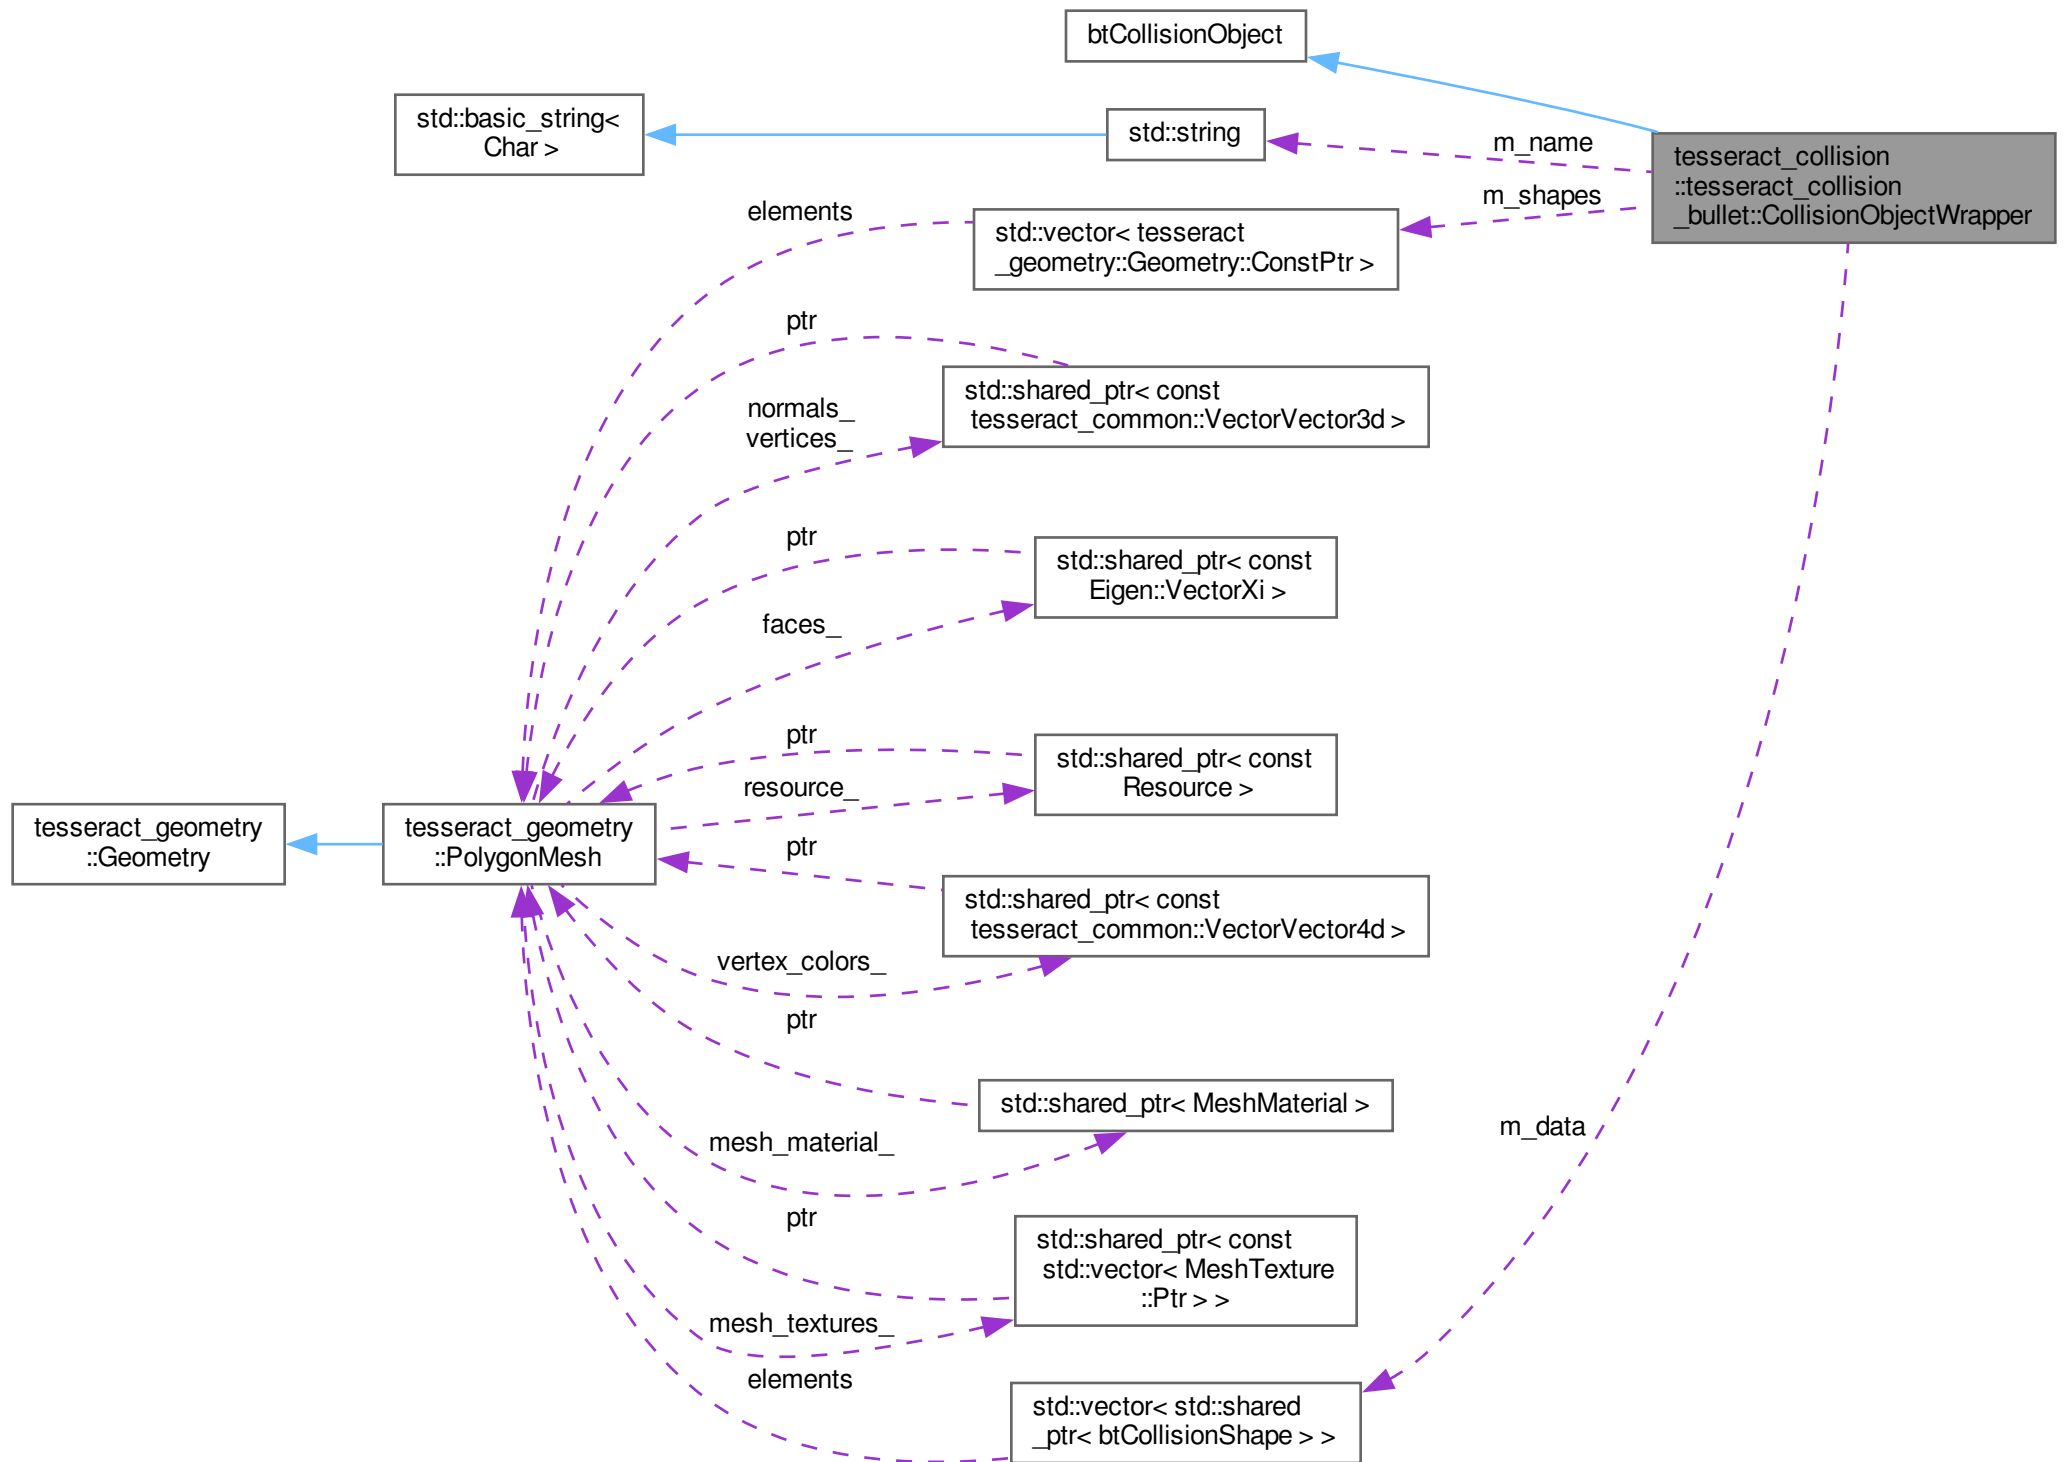 btCollisionObject
std::basic_string<
Char >
std::string
m_name
tesseract_collision
::tesseract_collision
_bullet::CollisionObjectWrapper
m_shapes
elements
std::vector< tesseract
_geometry::Geometry::ConstPtr >
ptr
std::shared_ptr< const
tesseract_common::VectorVector3d >
normals_
vertices_
ptr
std::shared_ptr< const
Eigen::VectorXi >
faces_
ptr
std::shared_ptr< const
Resource >
resource_
tesseract_geometry
::Geometry
tesseract_geometry
::PolygonMesh
ptr
std::shared_ptr< const
tesseract_common::VectorVector4d >
vertex_colors_
ptr
std::shared_ptr< MeshMaterial >
m_data
mesh_material_
ptr
std::shared_ptr< const
std::vector< MeshTexture
::Ptr > >
mesh_textures_
elements
std::vector< std::shared
_ptr< btCollisionShape > >